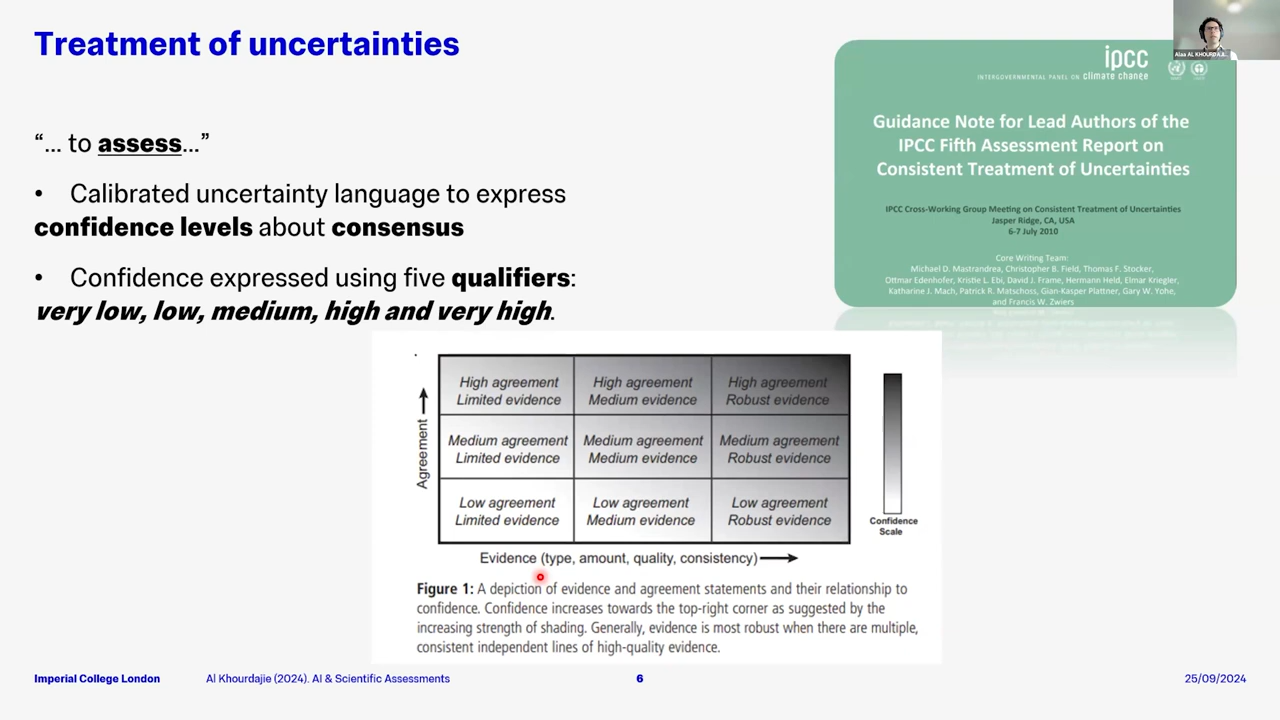 Treatment of uncertainties
"... to assess..."
• Calibrated uncertainty language to express
confidence levels about consensus
• Confidence expressed using five qualifiers:
very low, low, medium, high and very high.
ipcc
INTERGOVERNMENTAL PANEL ON climate change
Guidance Note for Lead Authors of the
IPCC Fifth Assessment Report on
Consistent Treatment of Uncertainties
IPCC Cross-Working Group Meeting on Consistent Treatment of Uncertainties
Jasper Ridge, CA, USA
6-7 July 2010
Core Writing Team:
Michael D. Mastrandrea, Christopher B. Field, Thomas F. Stocker,
Ottmar Edenhofer, Kristie L. Ebi, David J. Frame, Hermann Held, Elmar Kriegler,
Katharine J. Mach, Patrick R. Matschoss, Gian-Kasper Plattner, Gary W. Yohe,
and Francis W. Zwiers
Agreement
High agreement
Limited evidence
High agreement
Medium evidence
High agreement
Robust evidence
Medium agreement
Limited evidence
Medium agreement
Medium evidence
Medium agreement
Robust evidence
Low agreement
Limited evidence
Low agreement
Medium evidence
Low agreement
Robust evidence
Evidence (type, amount, quality, consistency)
Confidence
Scale
Figure 1: A depiction of evidence and agreement statements and their relationship to
confidence. Confidence increases towards the top-right corner as suggested by the
increasing strength of shading. Generally, evidence is most robust when there are multiple,
consistent independent lines of high-quality evidence.
Imperial College London
Al Khourdajie (2024). AI & Scientific Assessments
6
25/09/2024